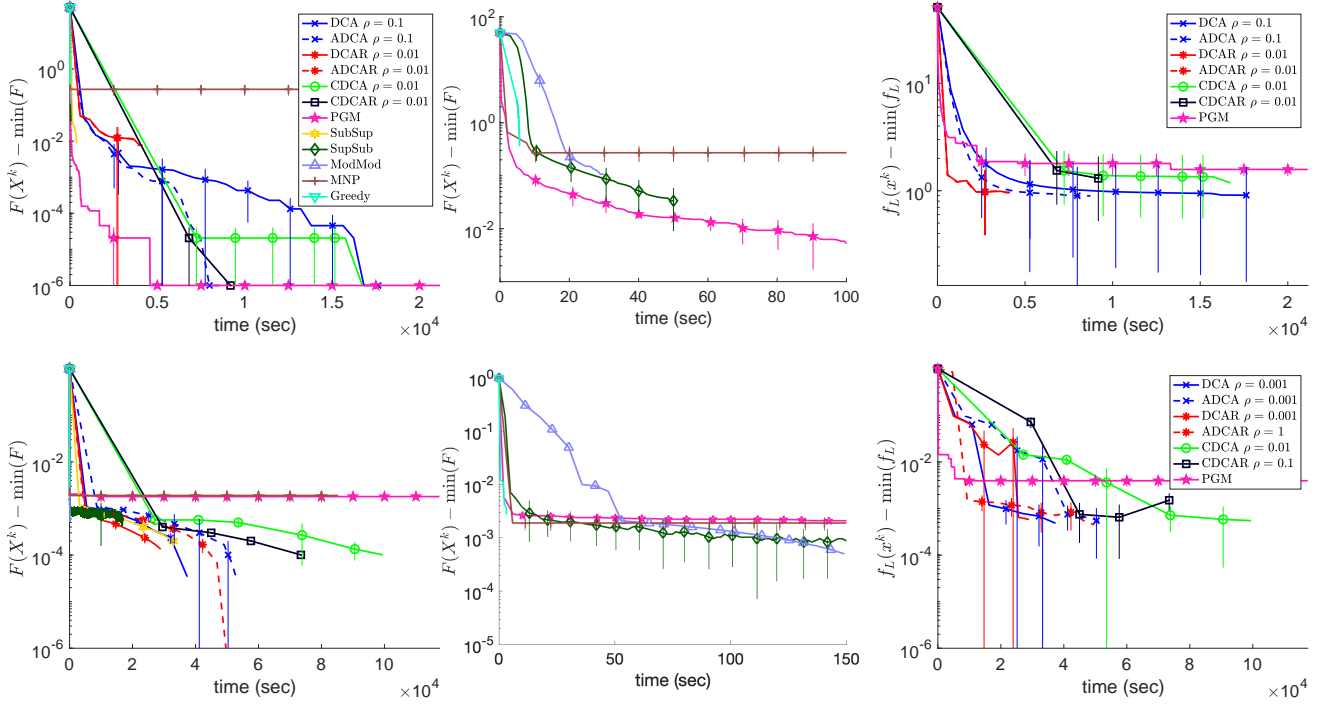 F(X^k) − min(F)
10^0
10^{-2}
10^{-4}
10^{-6}
0 0.5 1 1.5 2
time (sec)
×10^4
DCA ρ = 0.1
ADCA ρ = 0.1
DCAR ρ = 0.01
ADCAR ρ = 0.01
CDCA ρ = 0.01
CDCAR ρ = 0.01
PGM
SubSup
SupSub
ModMod
MNP
Greedy
F(X^k) − min(F)
10^2
10^0
10^{-2}
0 20 40 60 80 100
time (sec)
f_L(x^k) − min(f_L)
10^1
10^0
0 0.5 1 1.5 2
time (sec)
×10^4
DCA ρ = 0.1
ADCA ρ = 0.1
DCAR ρ = 0.01
ADCAR ρ = 0.01
CDCA ρ = 0.01
CDCAR ρ = 0.01
PGM
F(X^k) − min(F)
10^{-2}
10^{-4}
10^{-6}
0 2 4 6 8 10
time (sec)
×10^4
F(X^k) − min(F)
10^0
10^{-1}
10^{-2}
10^{-3}
10^{-4}
10^{-5}
0 50 100 150
time (sec)
f_L(x^k) − min(f_L)
10^{-2}
10^{-4}
10^{-6}
0 2 4 6 8 10
time (sec)
×10^4
DCA ρ = 0.001
ADCA ρ = 0.001
DCAR ρ = 0.001
ADCAR ρ = 1
CDCA ρ = 0.01
CDCAR ρ = 0.1
PGM